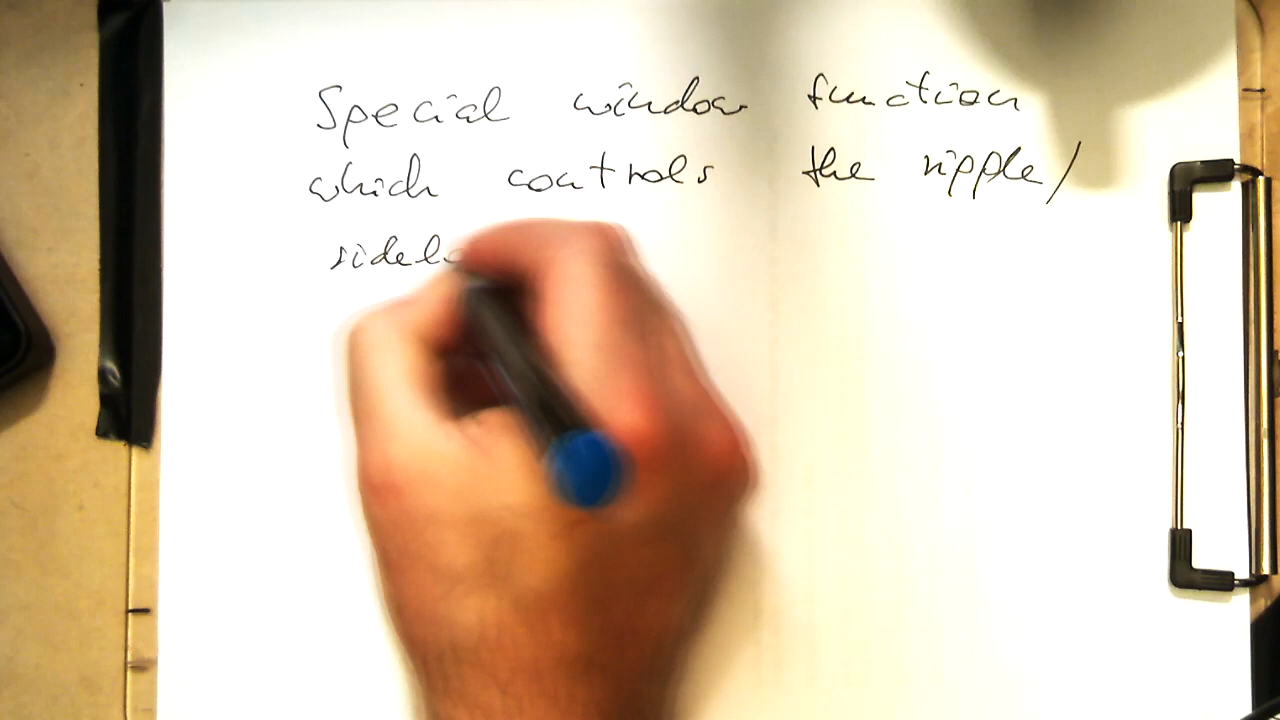 Special window function
which controls the ripple/